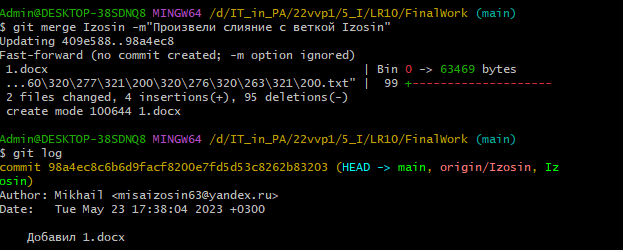 Admin@DESKTOP-38SDNQ8 MINGW64 /d/IT_in_PA/22vvp1/5_I/LR10/FinalWork (main)
$ git merge Izosin -m"Произвели слияние с веткой Izosin"
Updating 409e588..98a4ec8
Fast-forward (no commit created; -m option ignored)
1.docx | Bin 0 -> 63469 bytes
...60\320\277\321\200\320\276\320\263\321\200.txt" | 99 +---------------------
2 files changed, 4 insertions(+), 95 deletions(-)
create mode 100644 1.docx
Admin@DESKTOP-38SDNQ8 MINGW64 /d/IT_in_PA/22vvp1/5_I/LR10/FinalWork (main)
$ git log
commit 98a4ec8c6b6d9facf8200e7fd5d53c8262b83203 (HEAD -> main, origin/Izosin, Iz
osin)
Author: Mikhail <misaizosin63@yandex.ru>
Date: Tue May 23 17:38:04 2023 +0300
Добавил 1.docx